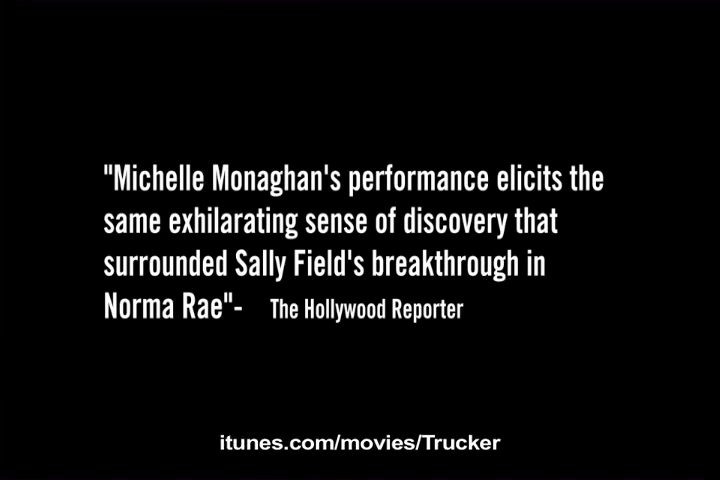 "Michelle Monaghan's performance elicits the
same exhilarating sense of discovery that
surrounded Sally Field's breakthrough in
Norma Rae"- The Hollywood Reporter
itunes.com/movies/Trucker